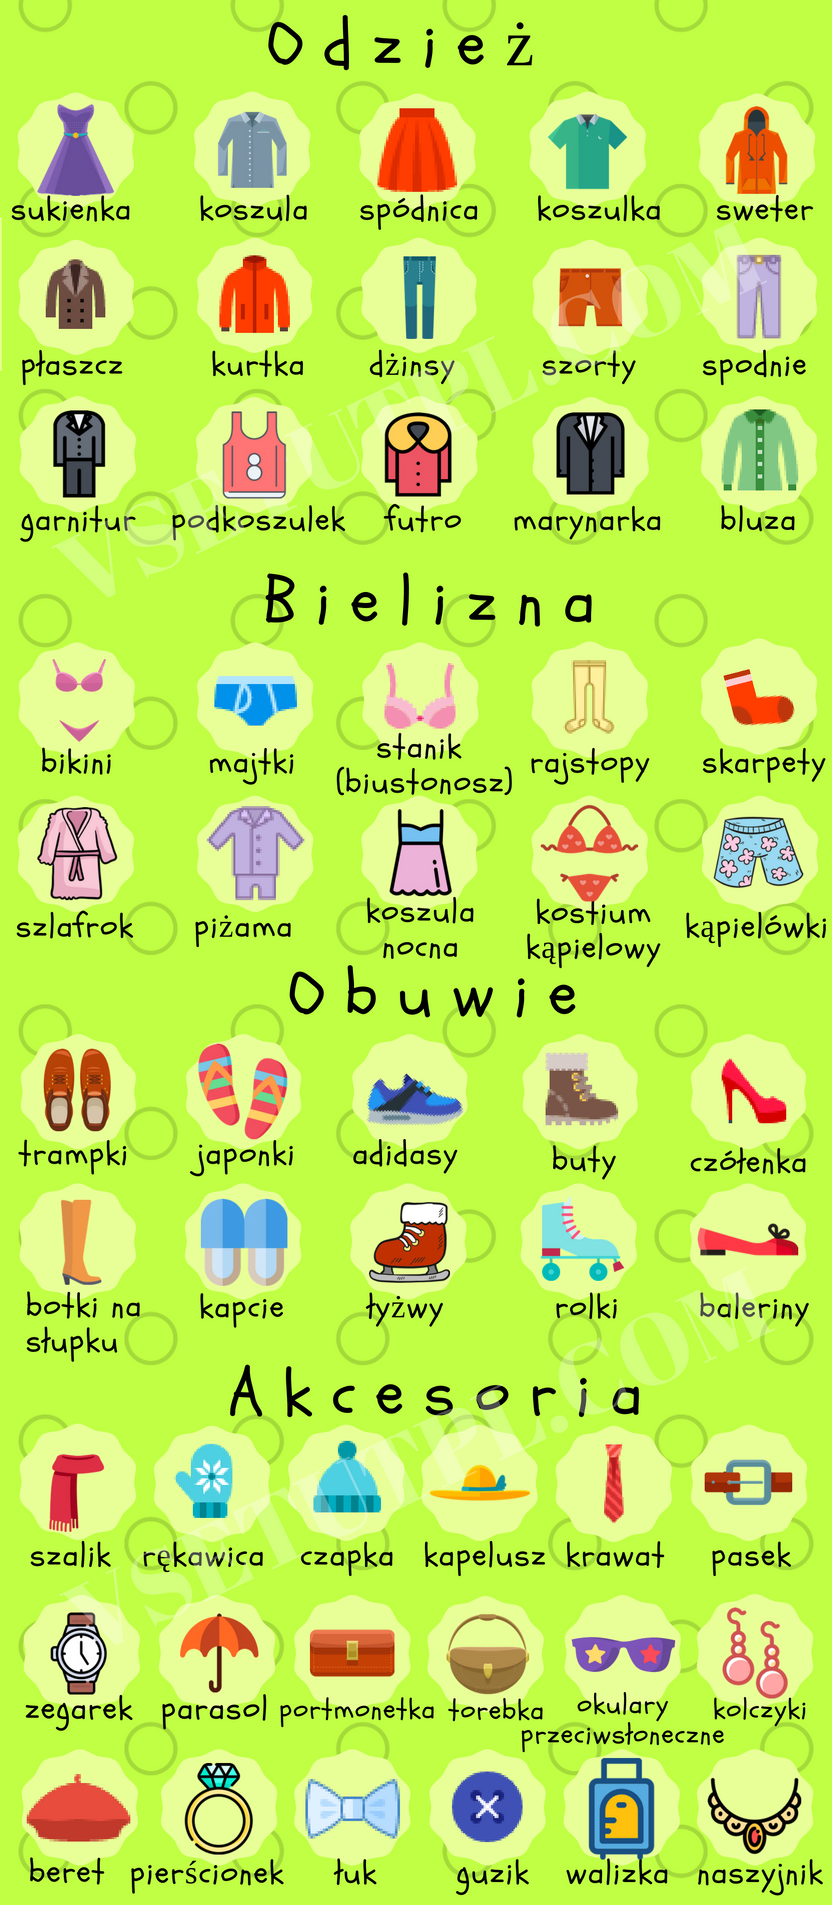 Odzież
sukienka koszula spódnica koszulka sweter
płaszcz kurtka dżinsy szorty spodnie
garnitur podkoszulek futro marynarka bluza
VSETUTPL.COM
Bielizna
bikini majtki stanik (biustonosz) rajstopy skarpety
szlafrok piżama koszula nocna kostium kąpielowy kąpielówki
Obuwie
trampki japonki adidasy buty czółenka
botki na słupku kapcie łyżwy rolki baleriny
Akcesoria
szalik rękawica czapka kapelusz krawat pasek
VSETUTPL.COM
zegarek parasol portmonetka torebka okulary przeciwsłoneczne kolczyki
beret pierścionek łuk guzik walizka naszyjnik